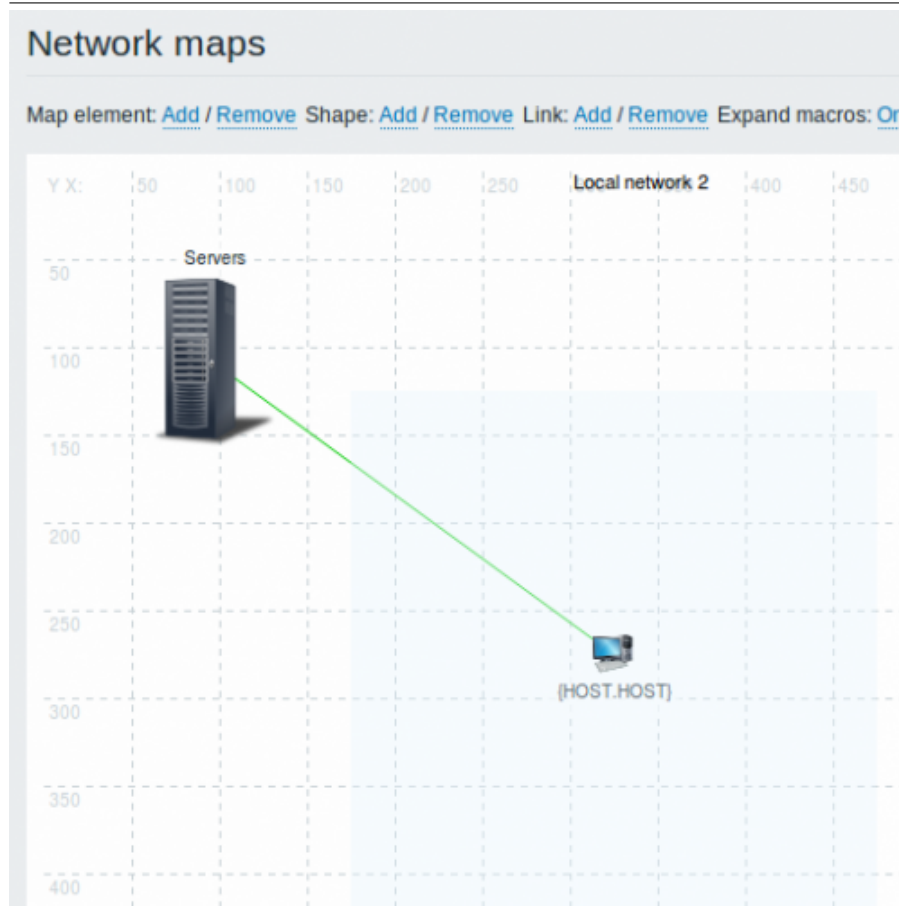 Network maps
Map element: Add / Remove Shape: Add / Remove Link: Add / Remove Expand macros:
Y X: 50 100 150 200 250 Local network 2 400 450
Servers
50
100
150
200
250
{HOST.HOST}
300
350
400